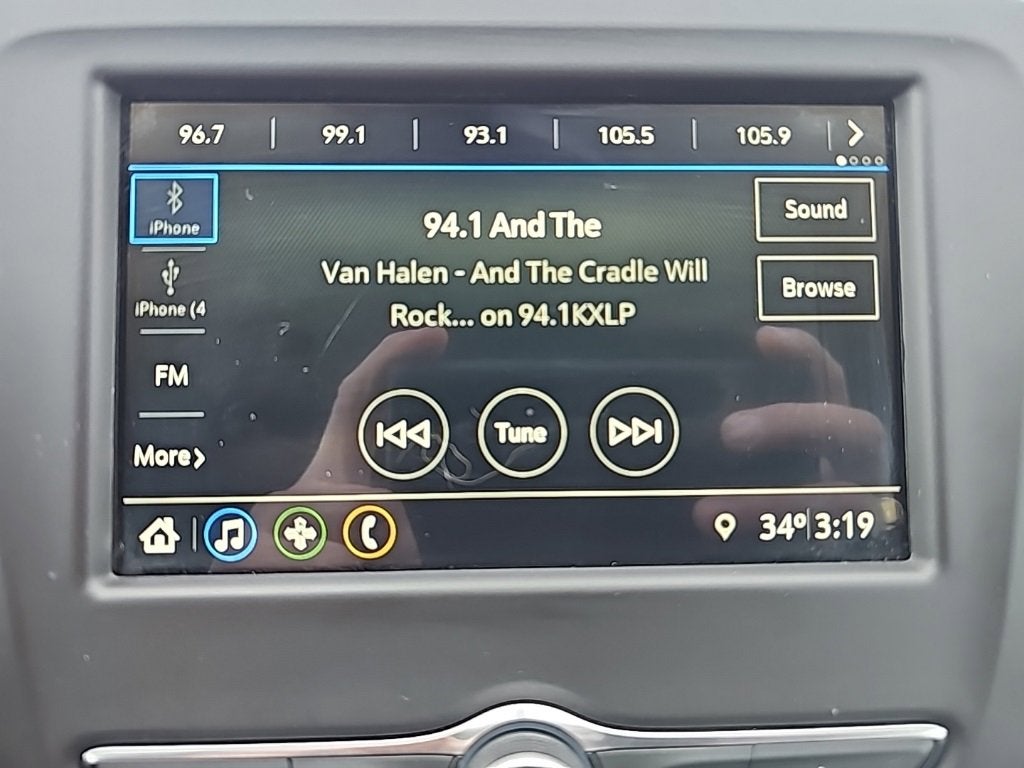 96.7 99.1 93.1 105.5 105.9
iPhone
iPhone (4
FM
More
94.1 And The
Van Halen - And The Cradle Will
Rock... on 94.1KXLP
Sound
Browse
Tune
34° 3:19